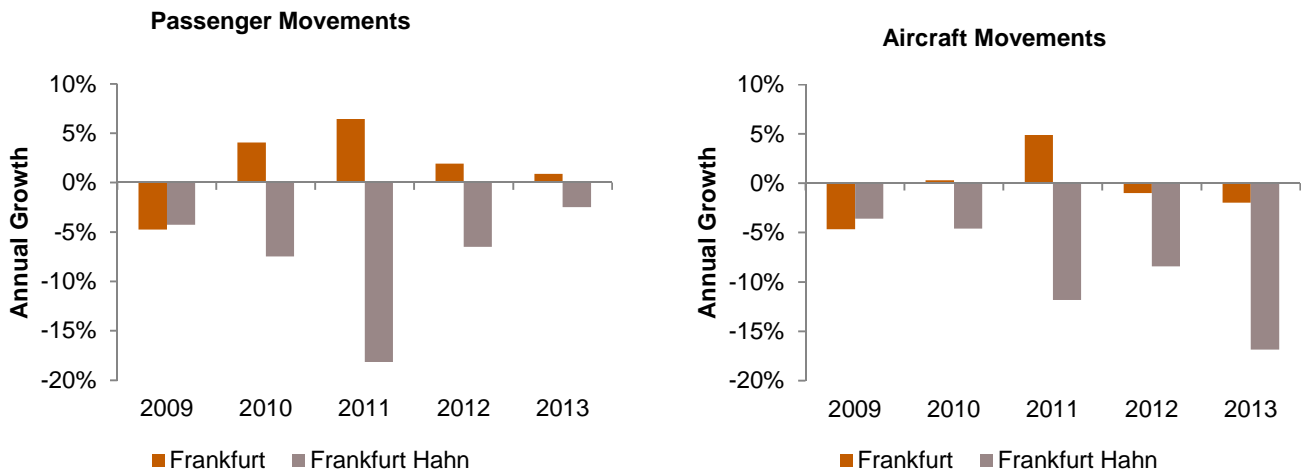 Passenger Movements
Annual Growth
10%
5%
0%
-5%
-10%
-15%
-20%
2009 2010 2011 2012 2013
Frankfurt Frankfurt Hahn
Aircraft Movements
Annual Growth
10%
5%
0%
-5%
-10%
-15%
-20%
2009 2010 2011 2012 2013
Frankfurt Frankfurt Hahn